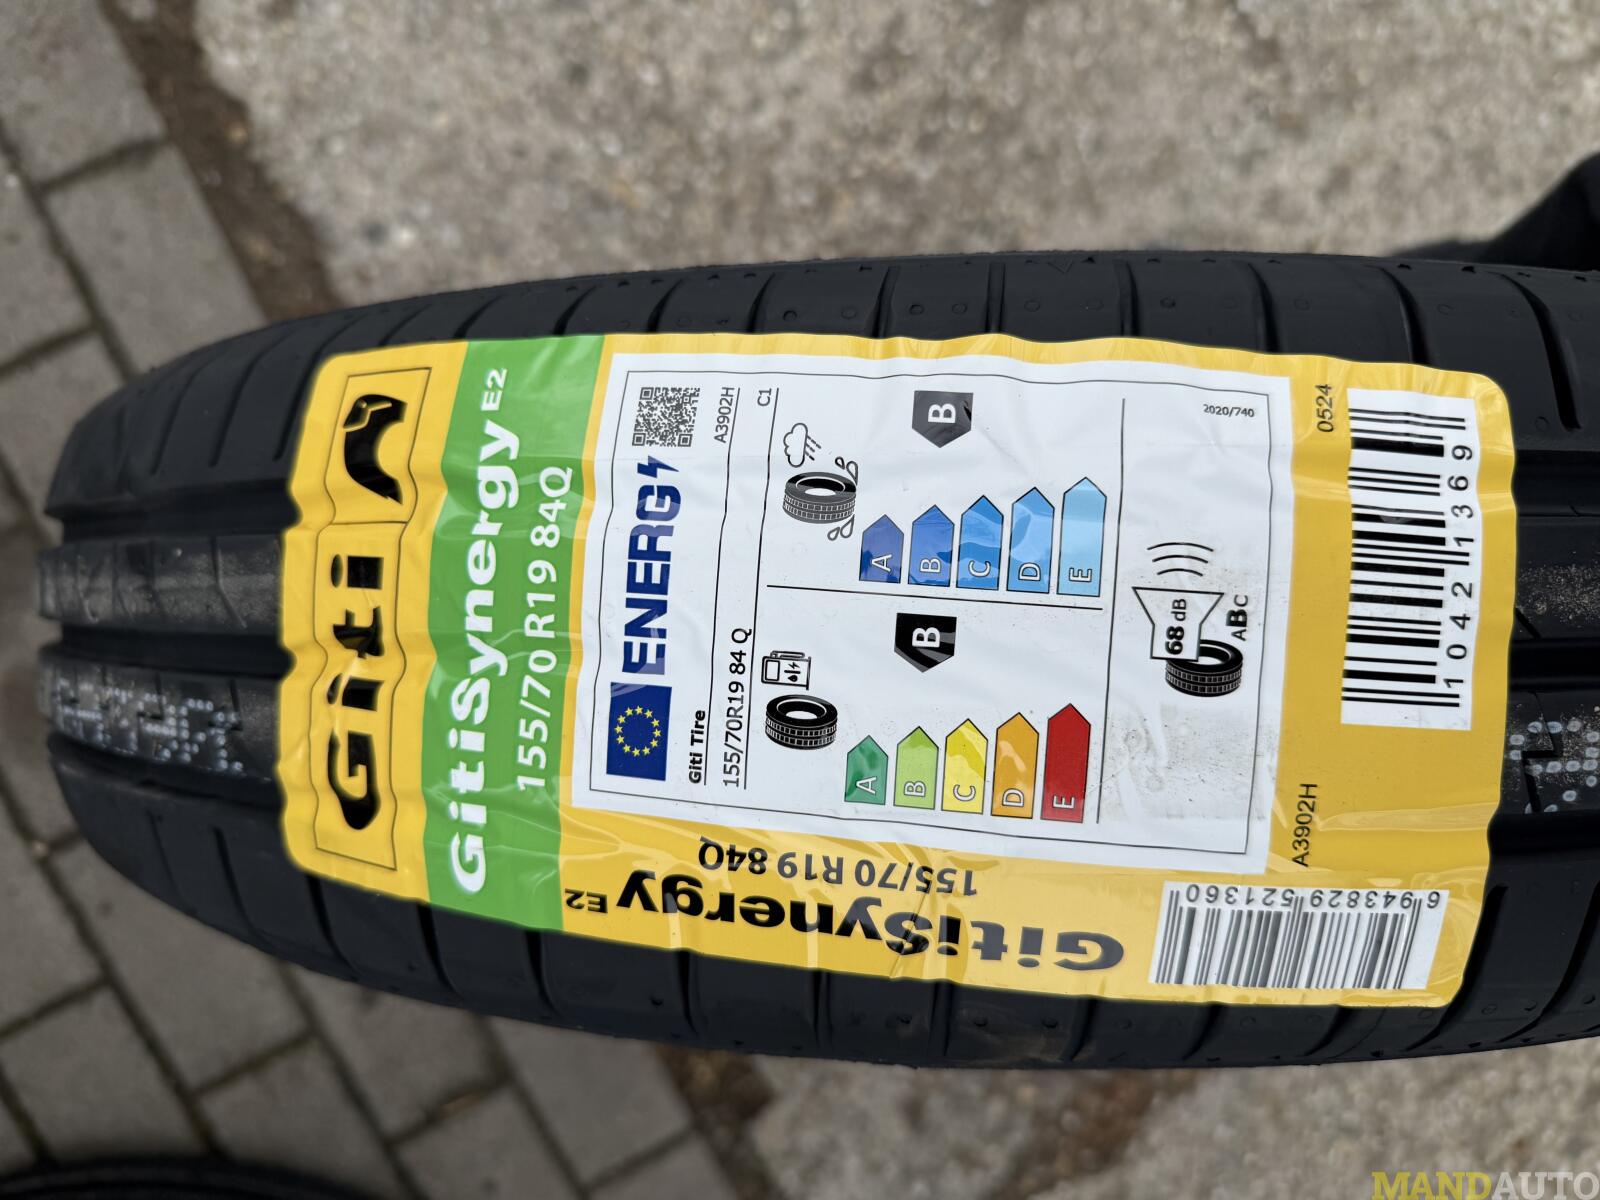 Giti
GitiSynergy E2
155/70 R19 84Q
ENERG
Giti Tire
A3902H
155/70R19 84 Q
C1
A
B
C
D
E
B
A
B
C
D
E
B
68 dB
ABC
2020/740
0524
A3902H
1042 1369
GitiSynergy E2
155/70 R19 84Q
6 943829 521360
MANDAUTO